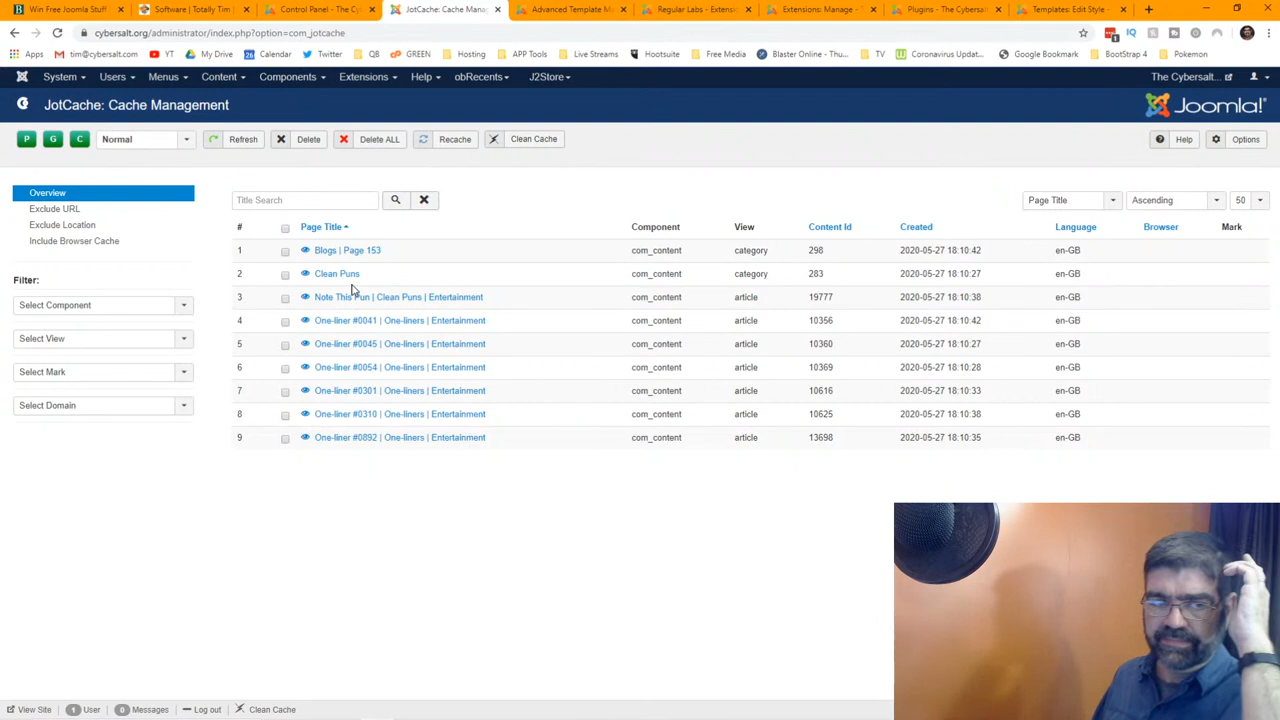 Win Free Joomla Stuff
Software | Totally Tim
Control Panel - The Cy
JotCache: Cache Mana
Advanced Template M
Regular Labs - Extensi
Extensions: Manage -
Plugins - The Cybersal
Templates: Edit Style -
cybersalt.org/administrator/index.php?option=com_jotcache
Apps tim@cybersalt.com YT My Drive Calendar Twitter QB GREEN Hosting APP Tools Live Streams Hootsuite Free Media Blaster Online - Thu... TV Coronavirus Updat... Google Bookmark BootStrap 4 Pokemon
System Users Menus Content Components Extensions Help obRecents J2Store The Cybersalt...
JotCache: Cache Management Joomla!
P G C Normal Refresh Delete Delete ALL Recache Clean Cache Help Options
Overview
Exclude URL
Exclude Location
Include Browser Cache
Filter:
Select Component
Select View
Select Mark
Select Domain
Title Search Page Title Ascending 50
# Page Title Component View Content Id Created Language Browser Mark
1 Blogs | Page 153 com_content category 298 2020-05-27 18:10:42 en-GB
2 Clean Puns com_content category 283 2020-05-27 18:10:27 en-GB
3 Note This Pun | Clean Puns | Entertainment com_content article 19777 2020-05-27 18:10:38 en-GB
4 One-liner #0041 | One-liners | Entertainment com_content article 10356 2020-05-27 18:10:42 en-GB
5 One-liner #0045 | One-liners | Entertainment com_content article 10360 2020-05-27 18:10:27 en-GB
6 One-liner #0054 | One-liners | Entertainment com_content article 10369 2020-05-27 18:10:28 en-GB
7 One-liner #0301 | One-liners | Entertainment com_content article 10616 2020-05-27 18:10:33 en-GB
8 One-liner #0310 | One-liners | Entertainment com_content article 10625 2020-05-27 18:10:38 en-GB
9 One-liner #0892 | One-liners | Entertainment com_content article 13698 2020-05-27 18:10:35 en-GB
View Site 1 User 0 Messages Log out Clean Cache